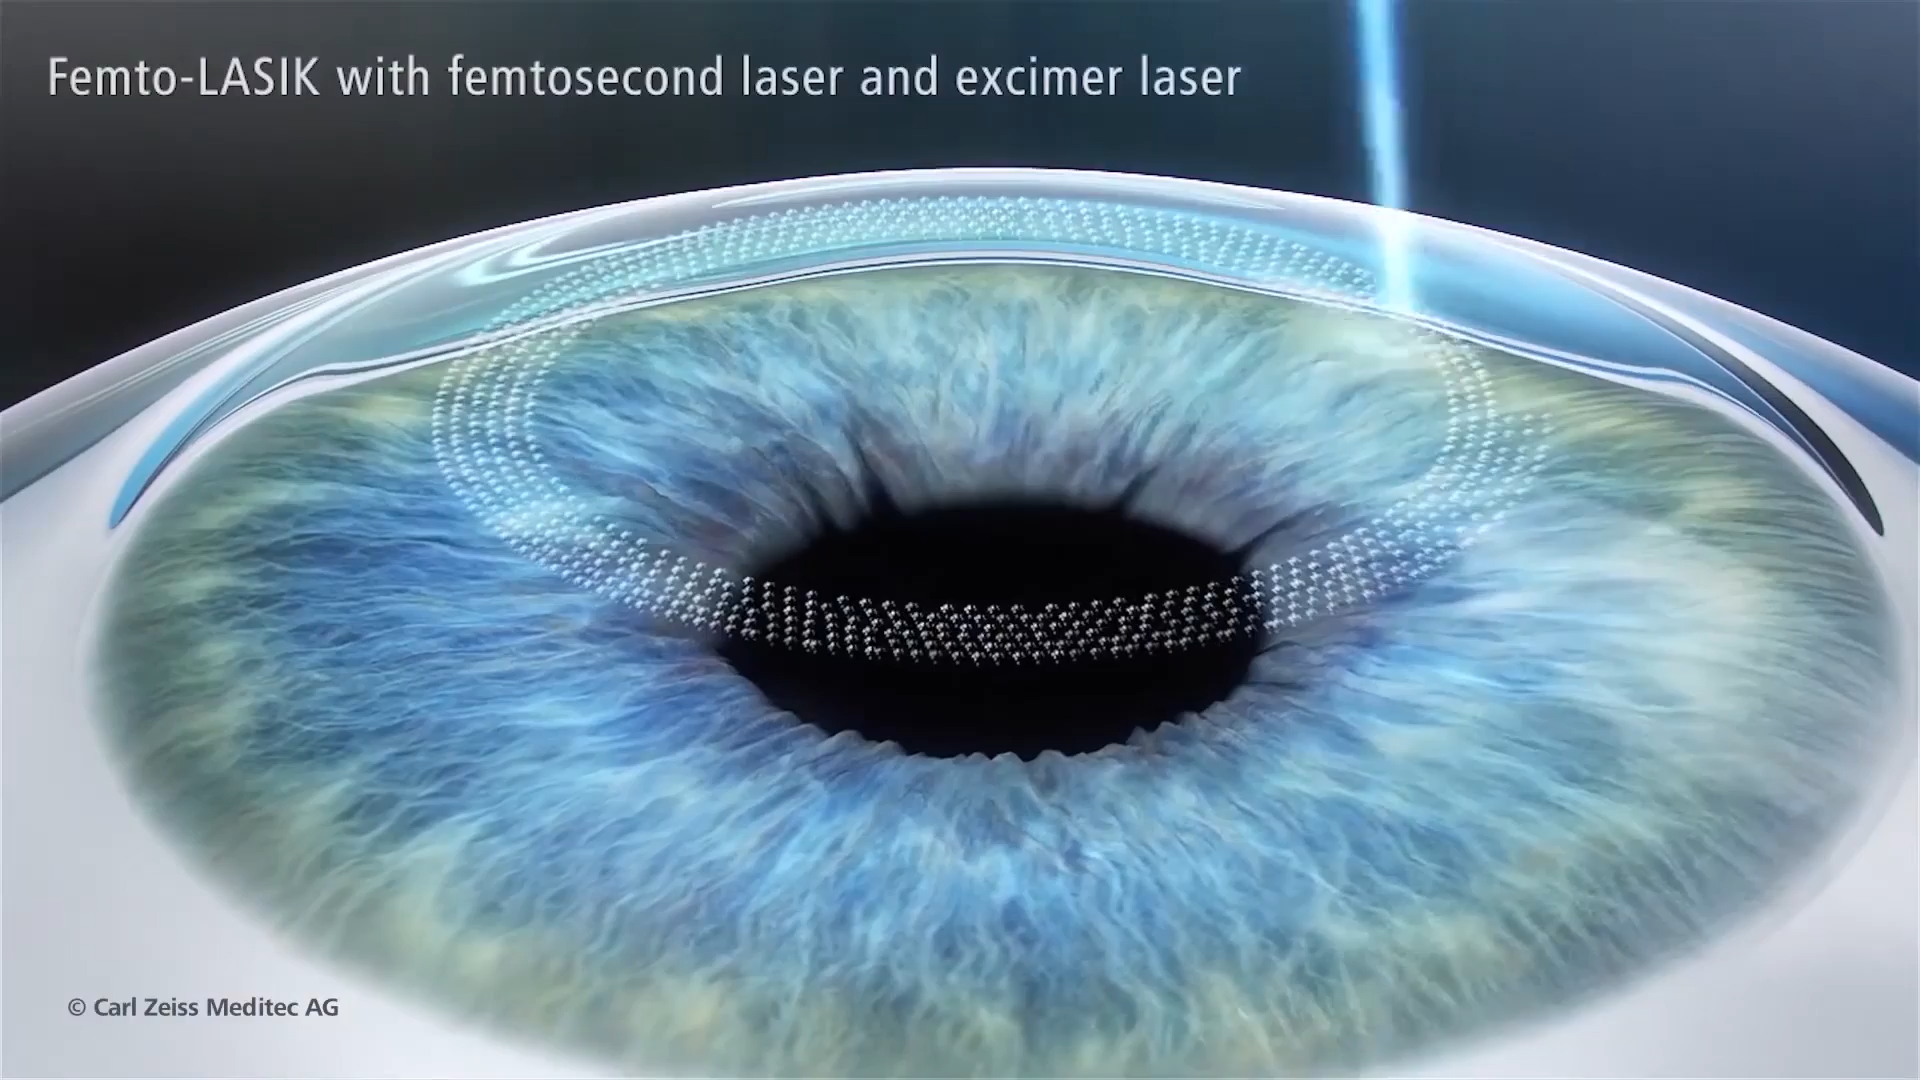 Femto-LASIK with femtosecond laser and excimer laser
© Carl Zeiss Meditec AG